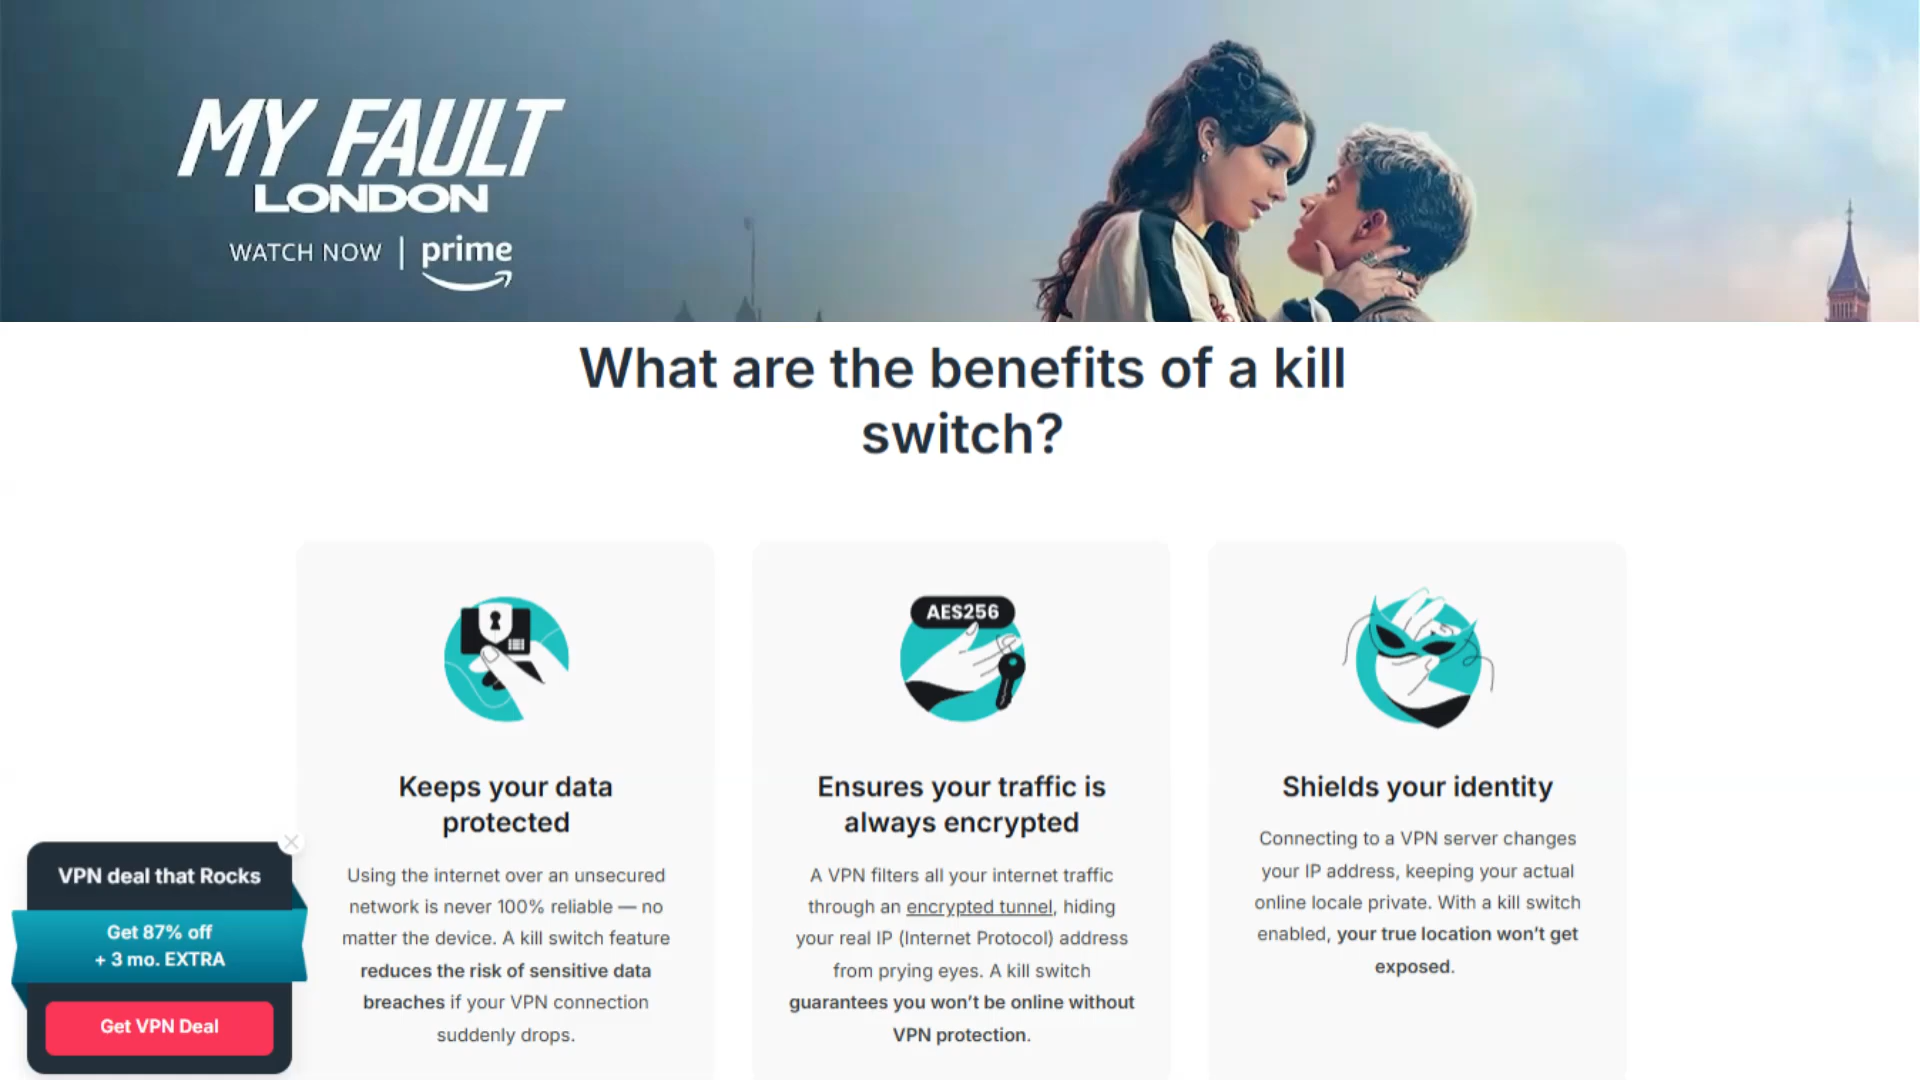 MY FAULT
LONDON
WATCH NOW | prime
What are the benefits of a kill
switch?
AES256
Keeps your data
protected
Using the internet over an unsecured
network is never 100% reliable — no
matter the device. A kill switch feature
reduces the risk of sensitive data
breaches if your VPN connection
suddenly drops.
Ensures your traffic is
always encrypted
A VPN filters all your internet traffic
through an encrypted tunnel, hiding
your real IP (Internet Protocol) address
from prying eyes. A kill switch
guarantees you won’t be online without
VPN protection.
Shields your identity
Connecting to a VPN server changes
your IP address, keeping your actual
online locale private. With a kill switch
enabled, your true location won’t get
exposed.
VPN deal that Rocks
Get 87% off
+ 3 mo. EXTRA
Get VPN Deal